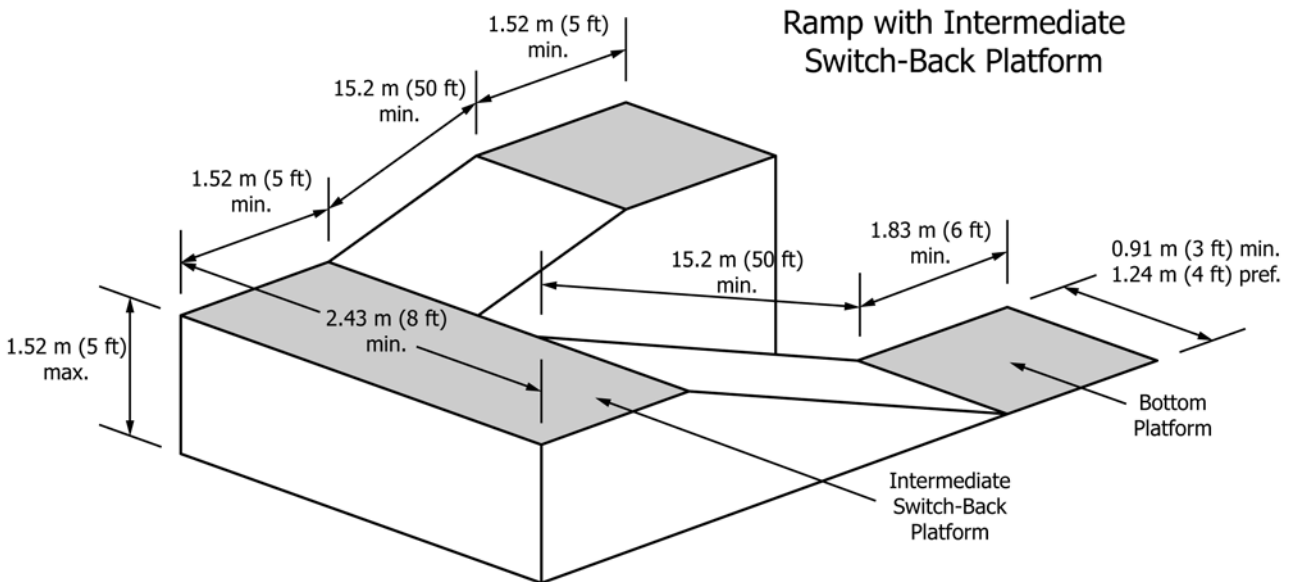 Ramp with Intermediate
Switch-Back Platform
1.52 m (5 ft)
min.
15.2 m (50 ft)
min.
1.52 m (5 ft)
min.
1.83 m (6 ft)
min.
0.91 m (3 ft) min.
1.24 m (4 ft) pref.
15.2 m (50 ft)
min.
2.43 m (8 ft)
min.
1.52 m (5 ft)
max.
Bottom
Platform
Intermediate
Switch-Back
Platform